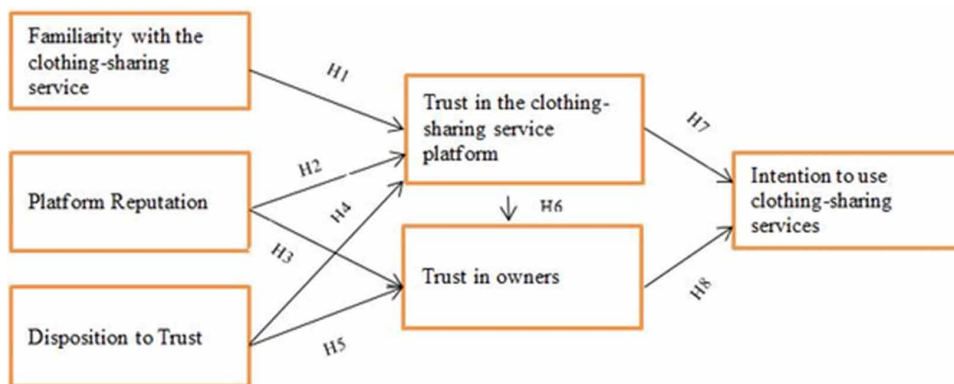 Familiarity with the
clothing-sharing
service
H1
Trust in the clothing-
sharing service
platform
H7
Platform Reputation
H2
H4
H3
H6
Intention to use
clothing-sharing
services
Trust in owners
H8
Disposition to Trust
H5